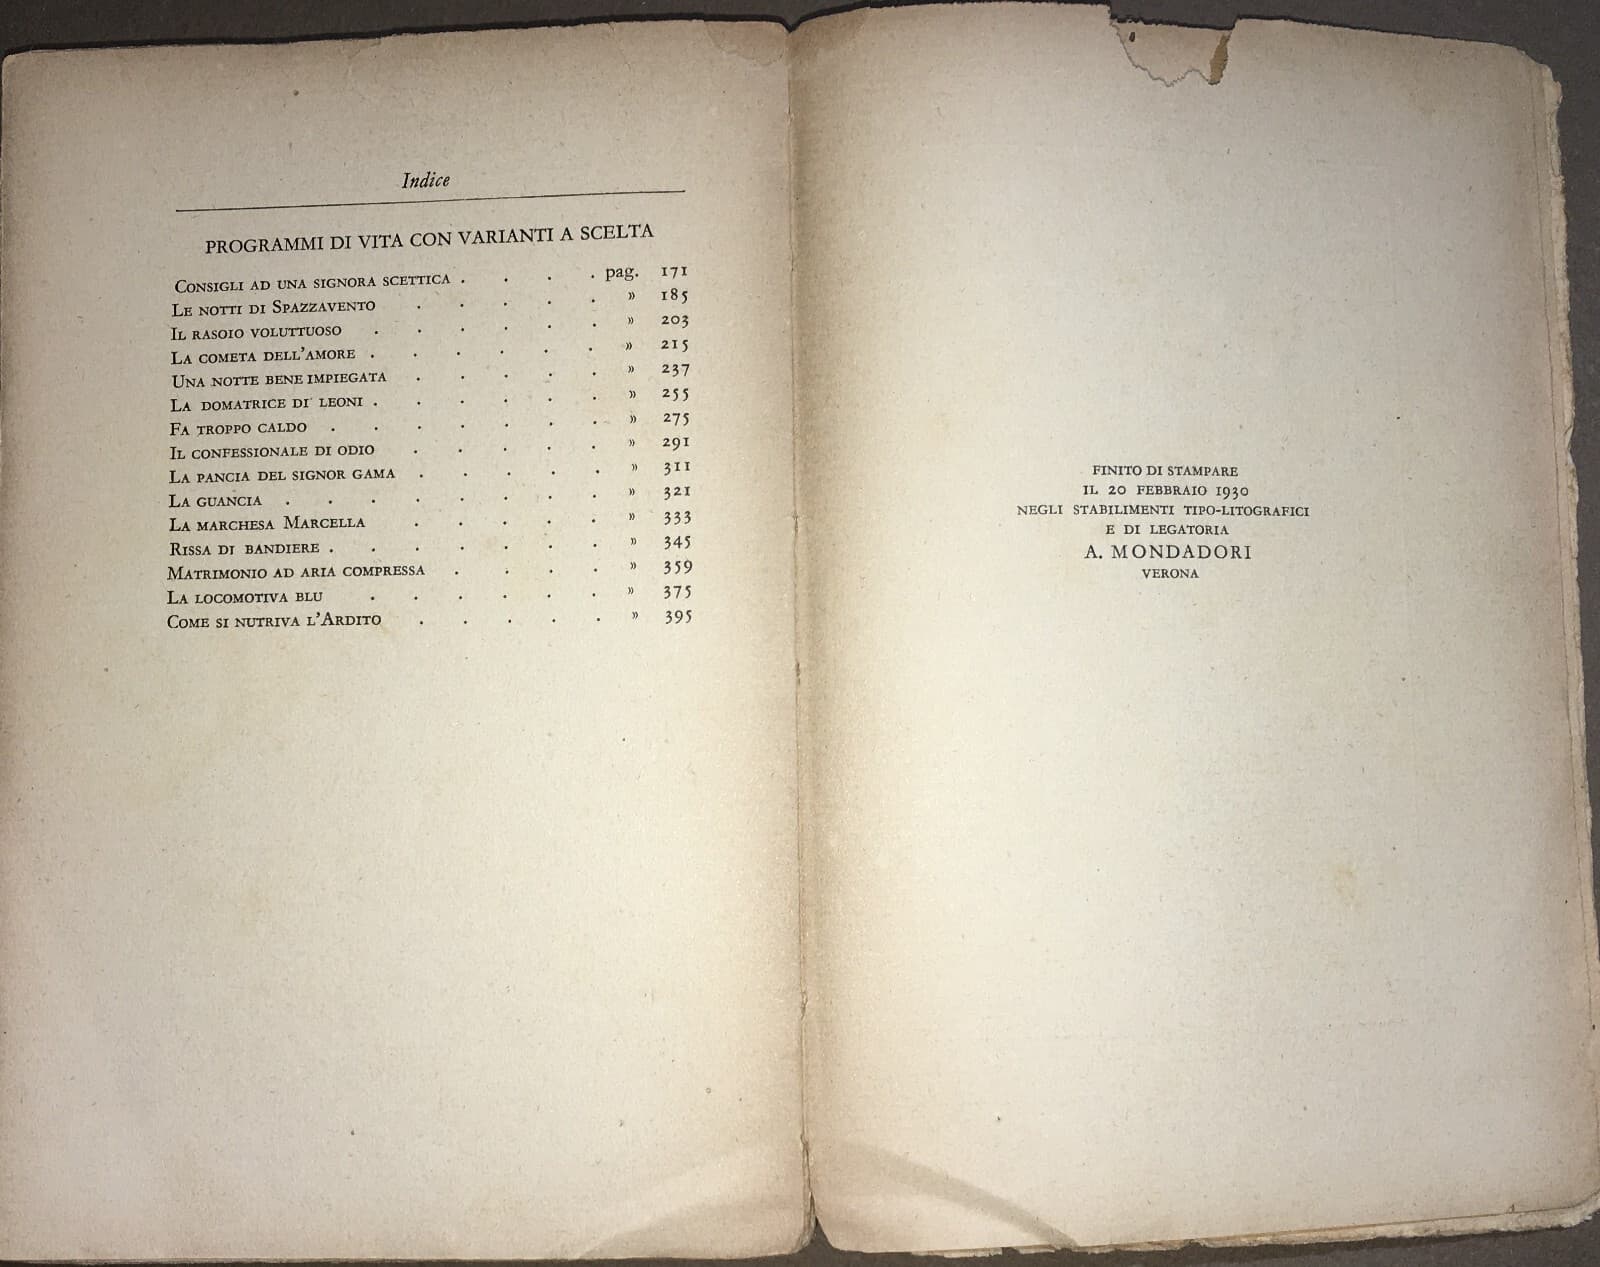 Indice
PROGRAMMI DI VITA CON VARIANTI A SCELTA
CONSIGLI AD UNA SIGNORA SCETTICA . . . . pag. 171
LE NOTTI DI SPAZZAVENTO . . . . . » 185
IL RASOIO VOLUTTUOSO . . . . . . » 203
LA COMETA DELL'AMORE . . . . . . » 215
UNA NOTTE BENE IMPIEGATA . . . . . » 237
LA DOMATRICE DI LEONI . . . . . . » 255
FA TROPPO CALDO . . . . . . . » 275
IL CONFESSIONALE DI ODIO . . . . . » 291
LA PANCIA DEL SIGNOR GAMA . . . . . » 311
LA GUANCIA . . . . . . . . » 321
LA MARCHESA MARCELLA . . . . . » 333
RISSA DI BANDIERE . . . . . . . » 345
MATRIMONIO AD ARIA COMPRESSA . . . . » 359
LA LOCOMOTIVA BLU . . . . . . » 375
COME SI NUTRIVA L'ARDITO . . . . . » 395
FINITO DI STAMPARE
IL 20 FEBBRAIO 1930
NEGLI STABILIMENTI TIPO-LITOGRAFICI
E DI LEGATORIA
A. MONDADORI
VERONA